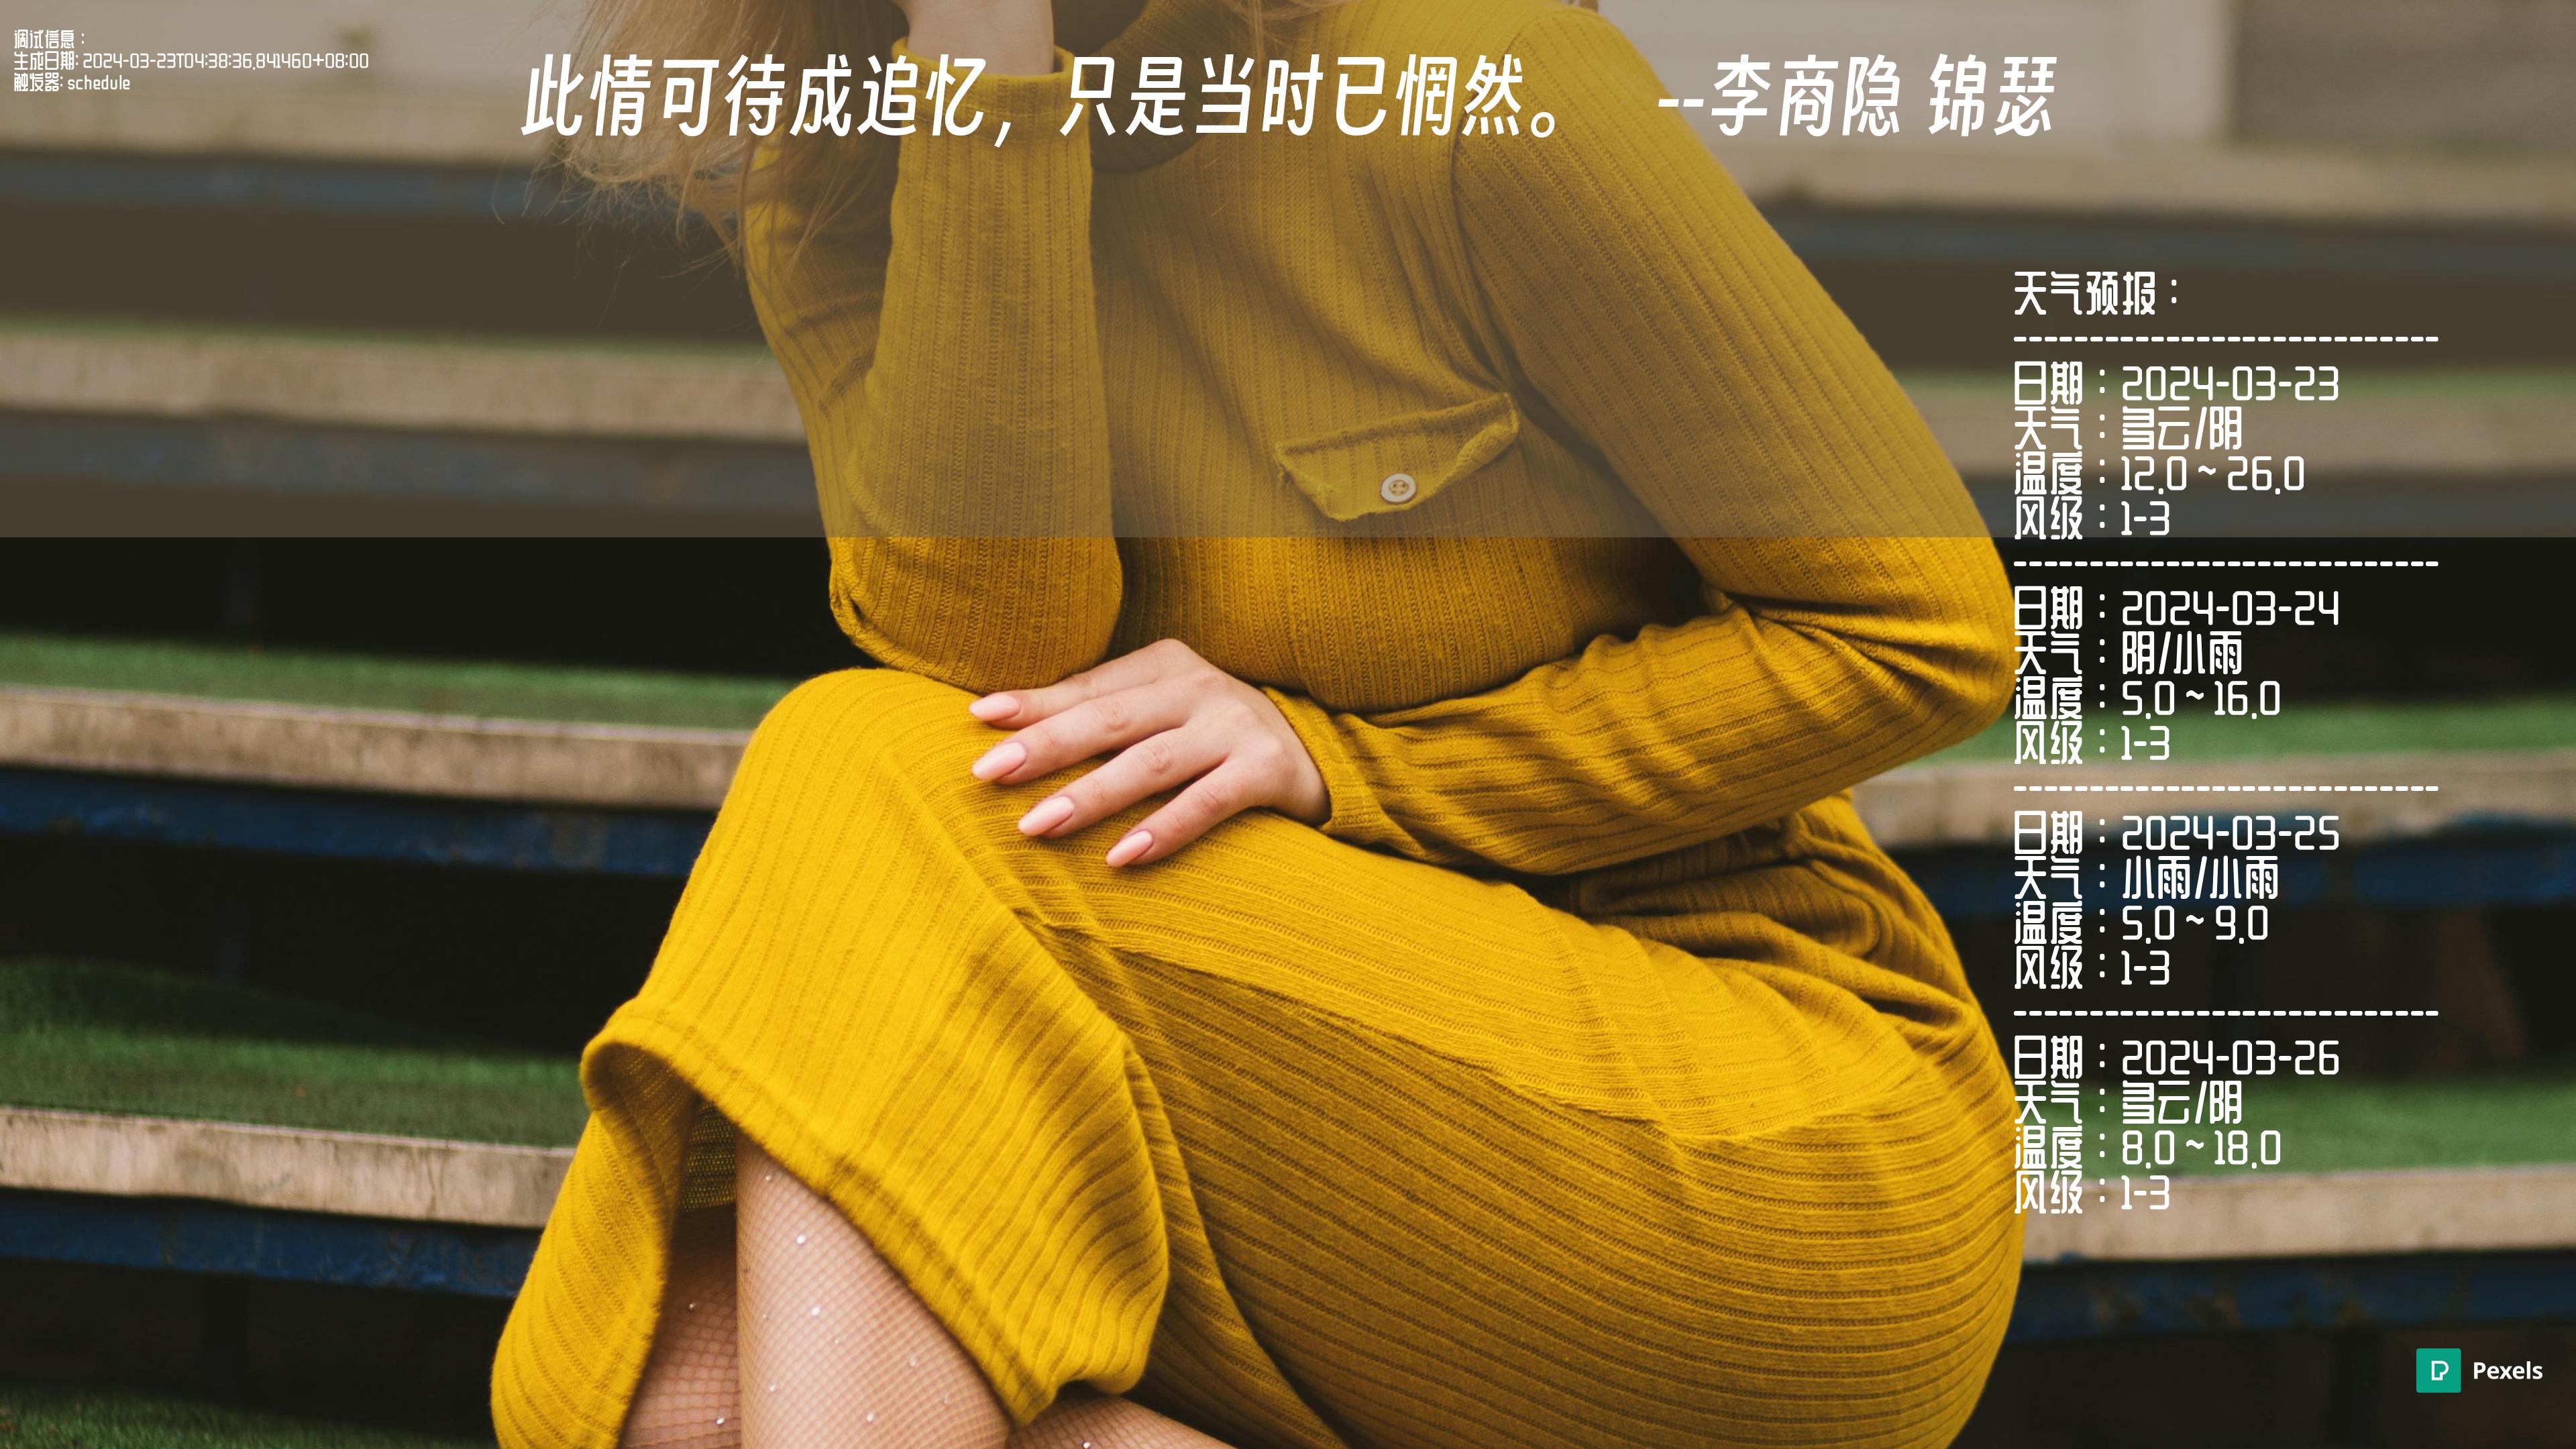 调试信息：
生成日期: 2024-03-23T04:38:36.841460+08:00
触发器: schedule
此情可待成追忆，只是当时已惘然。 --李商隐 锦瑟
天气预报：
----------------------------
日期：2024-03-23
天气：多云/阴
温度：12.0 ~ 26.0
风级：1-3
----------------------------
日期：2024-03-24
天气：阴/小雨
温度：5.0 ~ 16.0
风级：1-3
----------------------------
日期：2024-03-25
天气：小雨/小雨
温度：5.0 ~ 9.0
风级：1-3
----------------------------
日期：2024-03-26
天气：多云/阴
温度：8.0 ~ 18.0
风级：1-3
Pexels